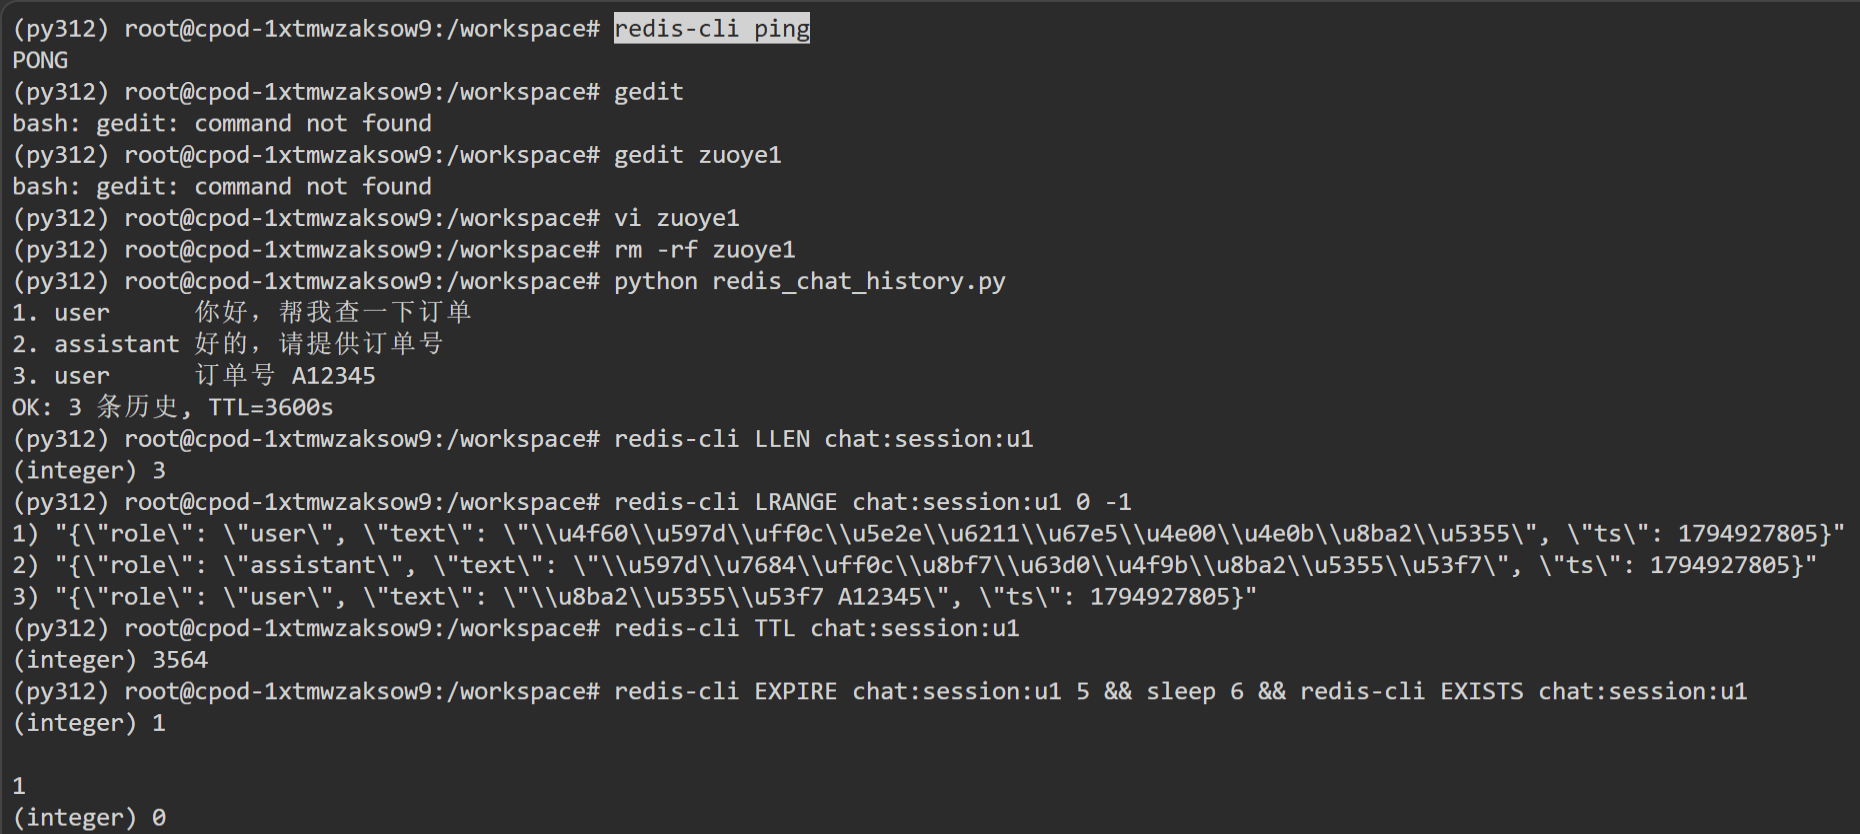 (py312) root@cpod-1xtmwzaksow9:/workspace# redis-cli ping
PONG
(py312) root@cpod-1xtmwzaksow9:/workspace# gedit
bash: gedit: command not found
(py312) root@cpod-1xtmwzaksow9:/workspace# gedit zuoye1
bash: gedit: command not found
(py312) root@cpod-1xtmwzaksow9:/workspace# vi zuoye1
(py312) root@cpod-1xtmwzaksow9:/workspace# rm -rf zuoye1
(py312) root@cpod-1xtmwzaksow9:/workspace# python redis_chat_history.py
1. user      你好，帮我查一下订单
2. assistant 好的，请提供订单号
3. user      订单号 A12345
OK: 3 条历史, TTL=3600s
(py312) root@cpod-1xtmwzaksow9:/workspace# redis-cli LLEN chat:session:u1
(integer) 3
(py312) root@cpod-1xtmwzaksow9:/workspace# redis-cli LRANGE chat:session:u1 0 -1
1) "{\"role\": \"user\", \"text\": \"\\u4f60\\u597d\\uff0c\\u5e2e\\u6211\\u67e5\\u4e00\\u4e0b\\u8ba2\\u5355\", \"ts\": 1794927805}"
2) "{\"role\": \"assistant\", \"text\": \"\\u597d\\u7684\\uff0c\\u8bf7\\u63d0\\u4f9b\\u8ba2\\u5355\\u53f7\", \"ts\": 1794927805}"
3) "{\"role\": \"user\", \"text\": \"\\u8ba2\\u5355\\u53f7 A12345\", \"ts\": 1794927805}"
(py312) root@cpod-1xtmwzaksow9:/workspace# redis-cli TTL chat:session:u1
(integer) 3564
(py312) root@cpod-1xtmwzaksow9:/workspace# redis-cli EXPIRE chat:session:u1 5 && sleep 6 && redis-cli EXISTS chat:session:u1
(integer) 1
1
(integer) 0